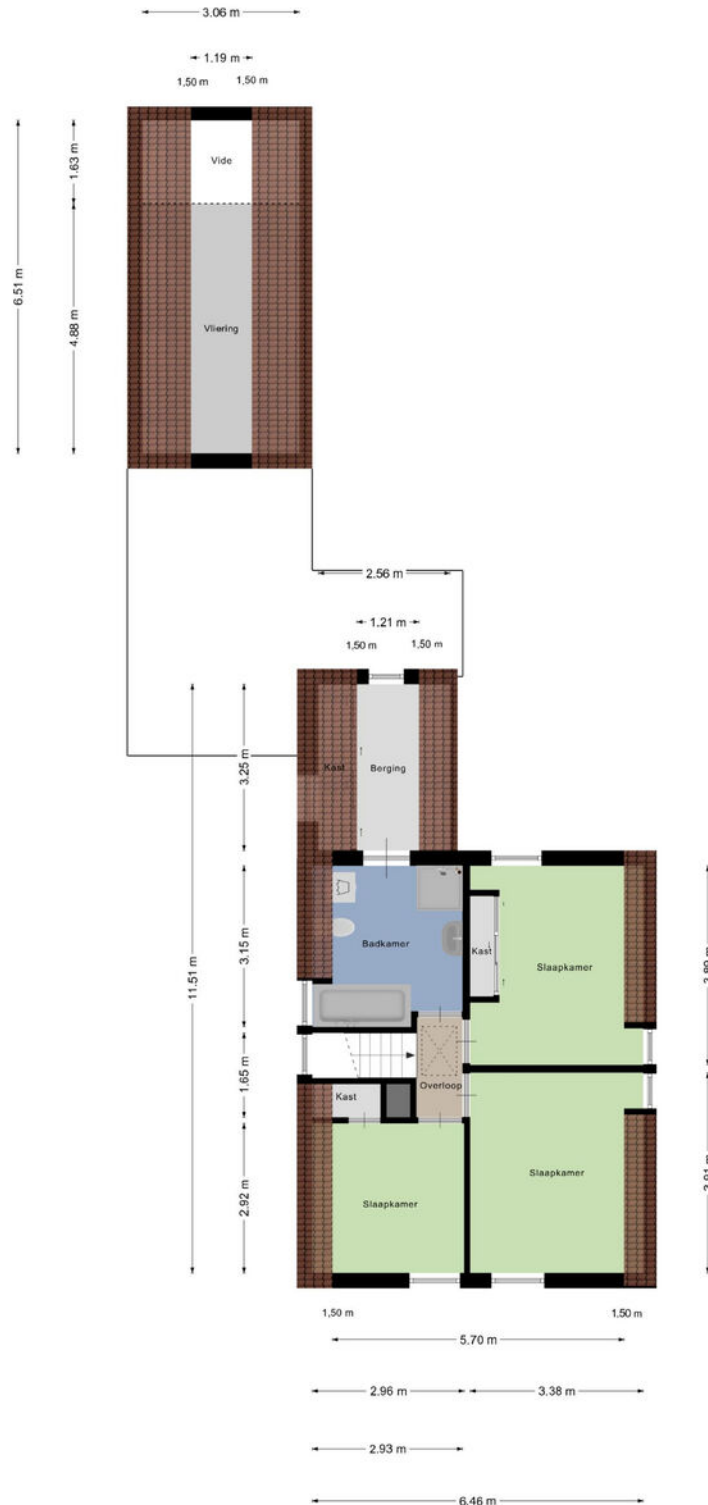 3.06 m
1.19 m
1,50 m 1,50 m
Vide
1.63 m
6.51 m
4.88 m
Vliering
2.56 m
1.21 m
1,50 m 1,50 m
3.25 m
Kast
Berging
11.51 m
3.15 m
Badkamer
Kast
Slaapkamer
1.65 m
Overloop
Kast
2.92 m
Slaapkamer
Slaapkamer
1,50 m 1,50 m
5.70 m
2.96 m 3.38 m
2.93 m
6.46 m